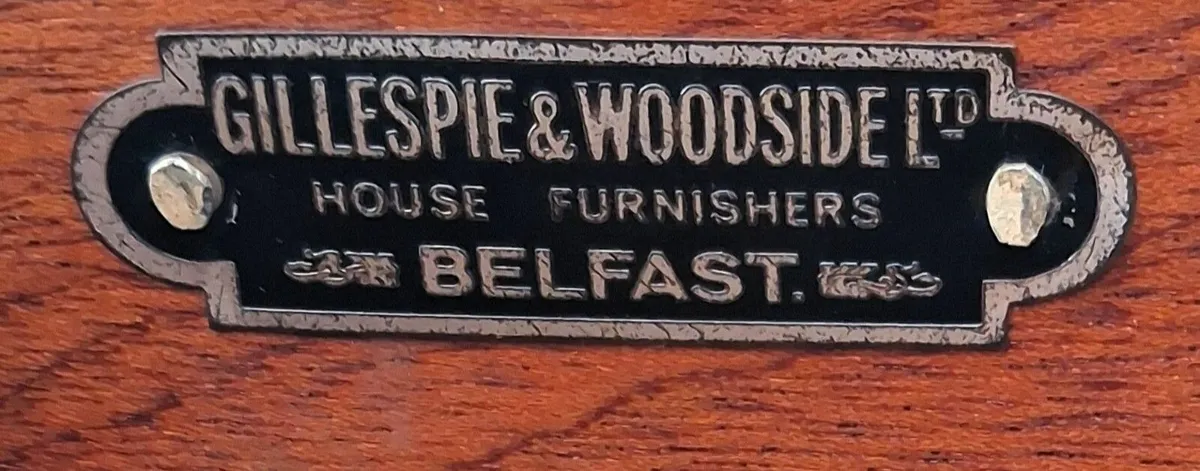 GILLESPIE & WOODSIDE LTD
HOUSE FURNISHERS
BELFAST.